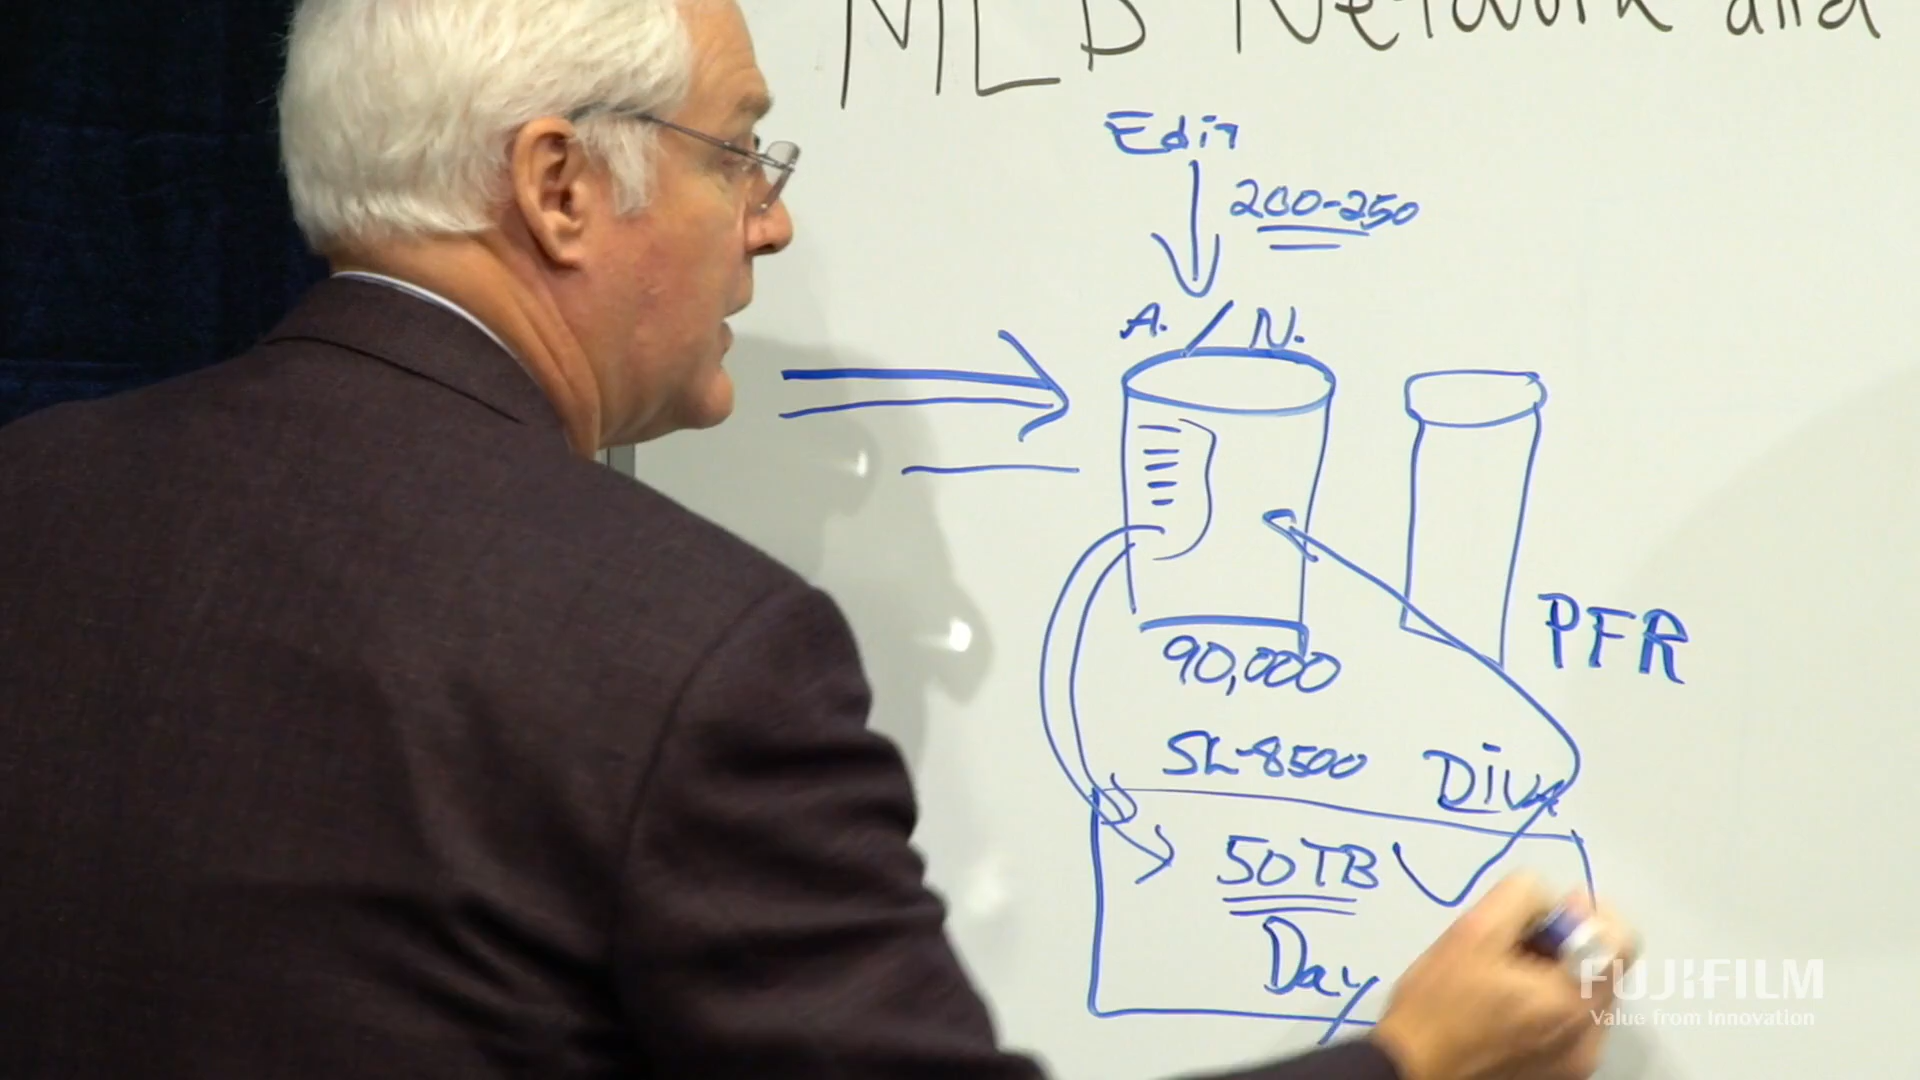 MLB Network and
Edit
200-250
A. / N.
PFR
90,000
SL-8500
Diva
50TB
Day
FUJIFILM
Value from Innovation